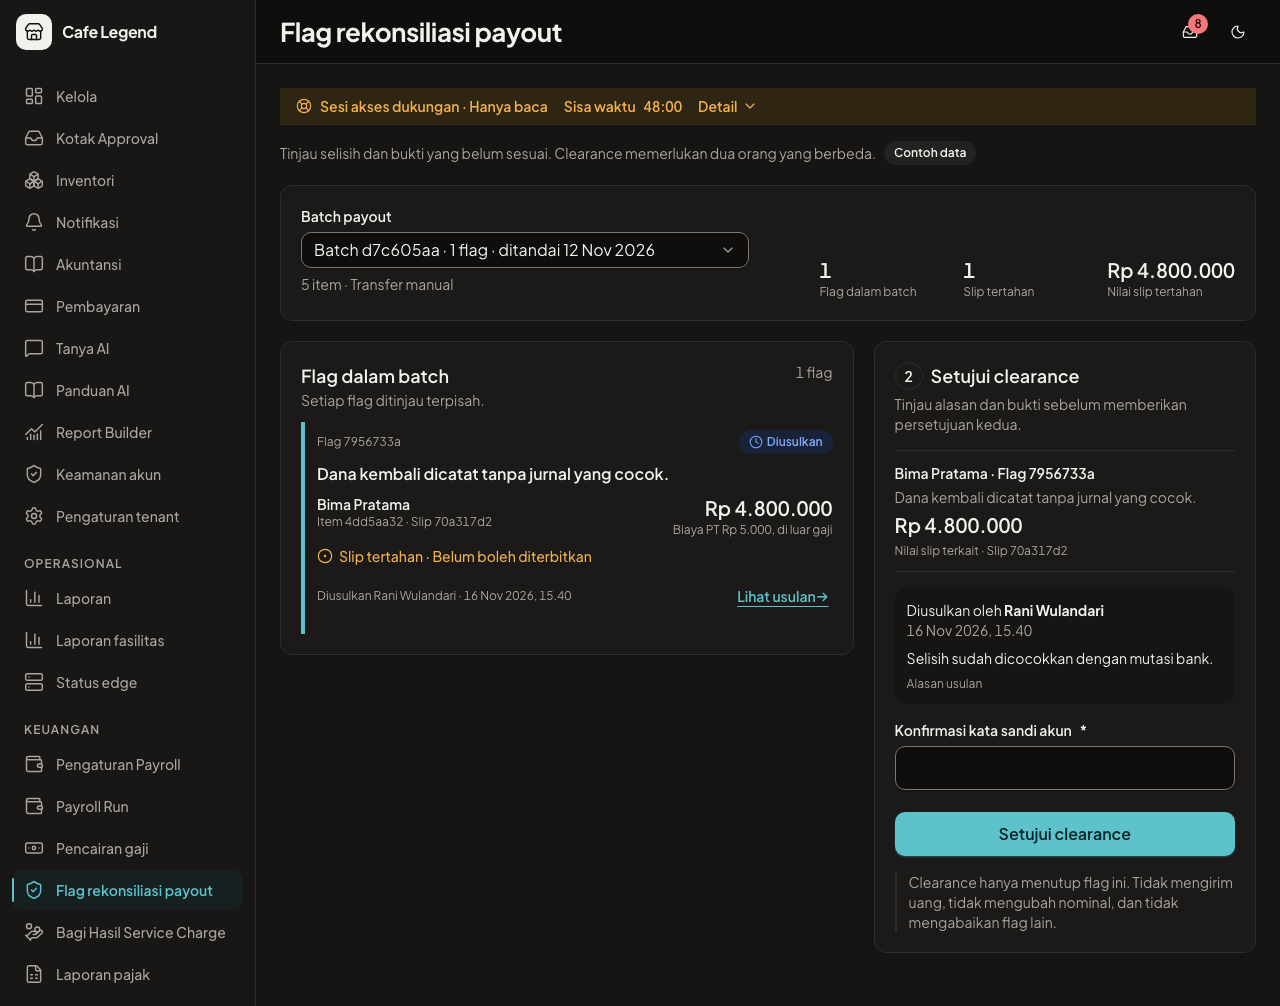 Cafe Legend
Kelola
Kotak Approval
Inventori
Notifikasi
Akuntansi
Pembayaran
Tanya AI
Panduan AI
Report Builder
Keamanan akun
Pengaturan tenant
OPERASIONAL
Laporan
Laporan fasilitas
Status edge
KEUANGAN
Pengaturan Payroll
Payroll Run
Pencairan gaji
Flag rekonsiliasi payout
Bagi Hasil Service Charge
Laporan pajak
Flag rekonsiliasi payout
8
Sesi akses dukungan · Hanya baca Sisa waktu 48:00 Detail
Tinjau selisih dan bukti yang belum sesuai. Clearance memerlukan dua orang yang berbeda. Contoh data
Batch payout
Batch d7c605aa · 1 flag · ditandai 12 Nov 2026
5 item · Transfer manual
1
Flag dalam batch
1
Slip tertahan
Rp 4.800.000
Nilai slip tertahan
Flag dalam batch
1 flag
Setiap flag ditinjau terpisah.
Flag 7956733a
Diusulkan
Dana kembali dicatat tanpa jurnal yang cocok.
Bima Pratama
Item 4dd5aa32 · Slip 70a317d2
Rp 4.800.000
Biaya PT Rp 5.000, di luar gaji
Slip tertahan · Belum boleh diterbitkan
Diusulkan Rani Wulandari · 16 Nov 2026, 15.40
Lihat usulan→
2 Setujui clearance
Tinjau alasan dan bukti sebelum memberikan
persetujuan kedua.
Bima Pratama · Flag 7956733a
Dana kembali dicatat tanpa jurnal yang cocok.
Rp 4.800.000
Nilai slip terkait · Slip 70a317d2
Diusulkan oleh Rani Wulandari
16 Nov 2026, 15.40
Selisih sudah dicocokkan dengan mutasi bank.
Alasan usulan
Konfirmasi kata sandi akun *
Setujui clearance
Clearance hanya menutup flag ini. Tidak mengirim
uang, tidak mengubah nominal, dan tidak
mengabaikan flag lain.